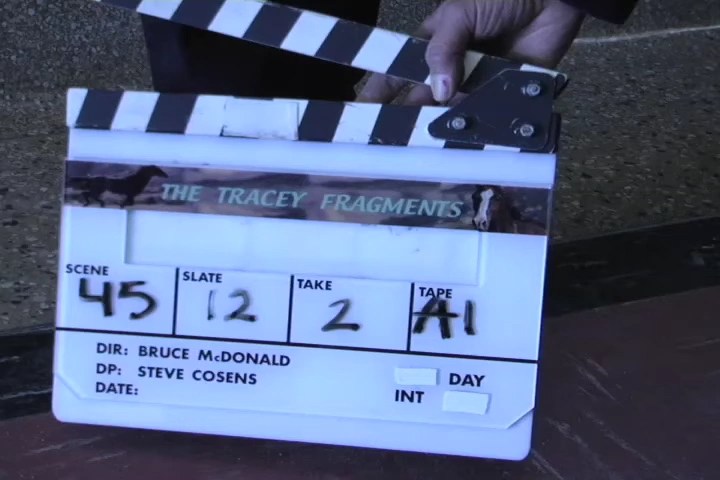 THE TRACEY FRAGMENTS
SCENE SLATE TAKE TAPE
45 12 2 A1
DIR: BRUCE McDONALD
DP: STEVE COSENS DAY
DATE: INT